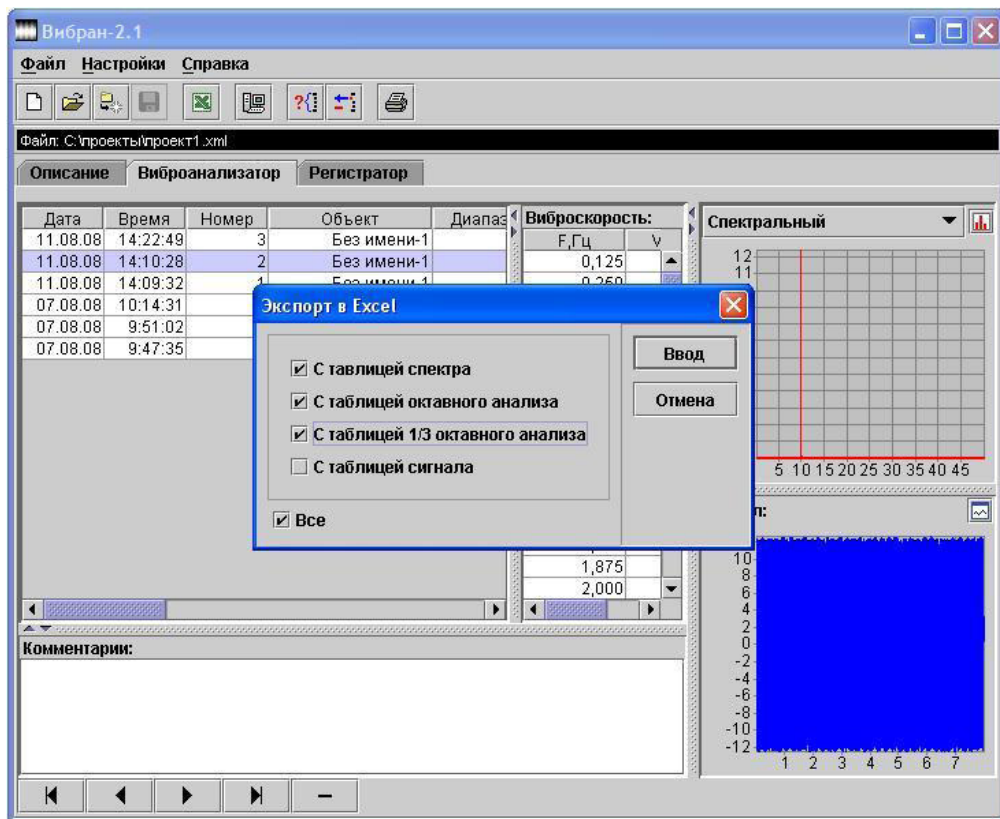 Вибран-2.1
Файл Настройки Справка
Файл: C:\проекты\проект1.xml
Описание Виброанализатор Регистратор
Дата Время Номер Объект Диапаз
11.08.08 14:22:49 3 Без имени-1
11.08.08 14:10:28 2 Без имени-1
11.08.08 14:09:32 1 Без имени-1
07.08.08 10:14:31
07.08.08 9:51:02
07.08.08 9:47:35
Виброскорость:
F,Гц V
0,125
0,250
1,875
2,000
Спектральный
12
11
5 10 15 20 25 30 35 40 45
Экспорт в Excel
С тавлицей спектра
С таблицей октавного анализа
С таблицей 1/3 октавного анализа
С таблицей сигнала
Все
Ввод
Отмена
л:
10
8
6
4
2
0
-2
-4
-6
-8
-10
-12
1 2 3 4 5 6 7
Комментарии: